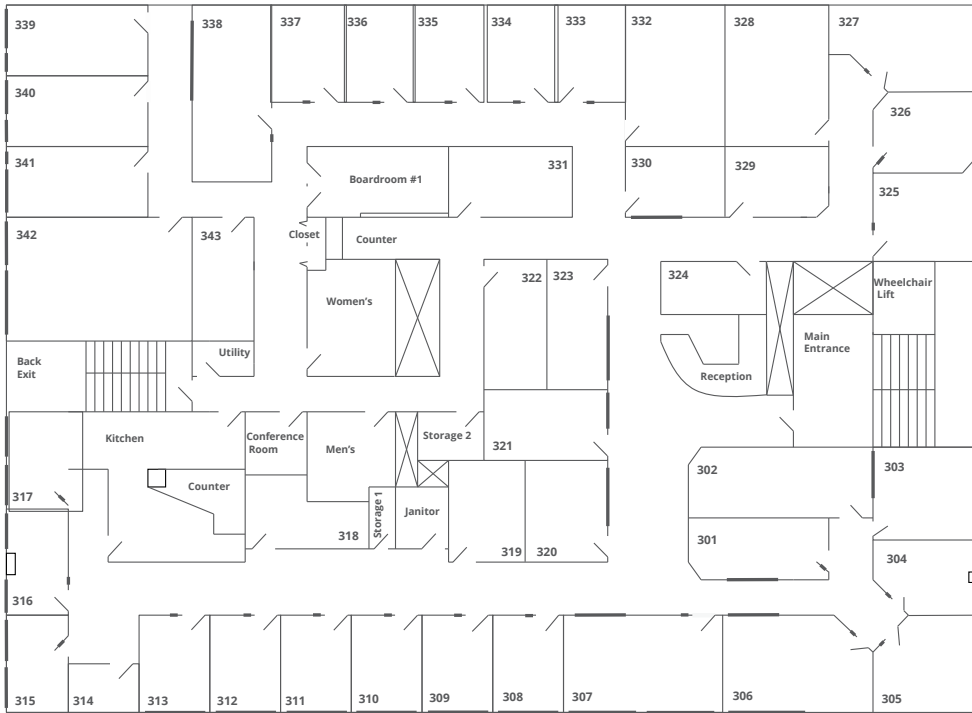 339
338
337
336
335
334
333
332
328
327
340
326
341
Boardroom #1
331
330
329
325
342
343
Closet
Counter
322
323
324
Wheelchair
Lift
Women's
Main
Entrance
Back
Exit
Utility
Reception
Kitchen
Conference
Room
Men's
Storage 2
321
302
303
317
Counter
Storage 1
Janitor
318
319
320
301
304
316
315
314
313
312
311
310
309
308
307
306
305